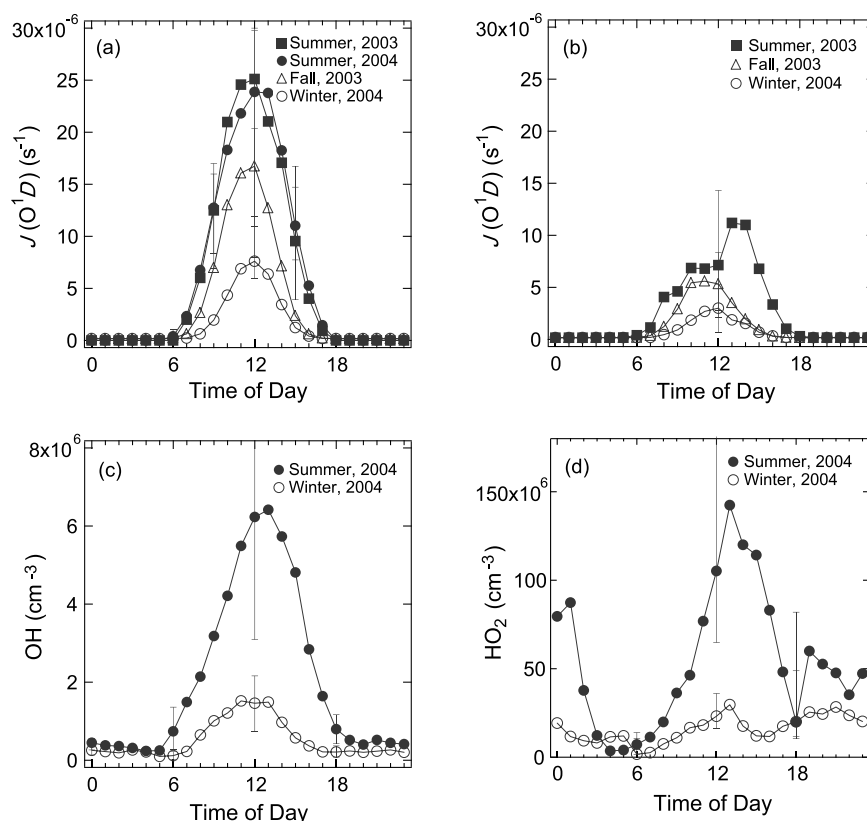 (a)
Summer, 2003
Summer, 2004
Fall, 2003
Winter, 2004
30x10⁻⁶
25
20
15
10
5
0
J (O¹D) (s⁻¹)
0 6 12 18
Time of Day
(b)
Summer, 2003
Fall, 2003
Winter, 2004
30x10⁻⁶
25
20
15
10
5
0
J (O¹D) (s⁻¹)
0 6 12 18
Time of Day
(c)
Summer, 2004
Winter, 2004
8x10⁶
6
4
2
0
OH (cm⁻³)
0 6 12 18
Time of Day
(d)
Summer, 2004
Winter, 2004
150x10⁶
100
50
0
HO₂ (cm⁻³)
0 6 12 18
Time of Day